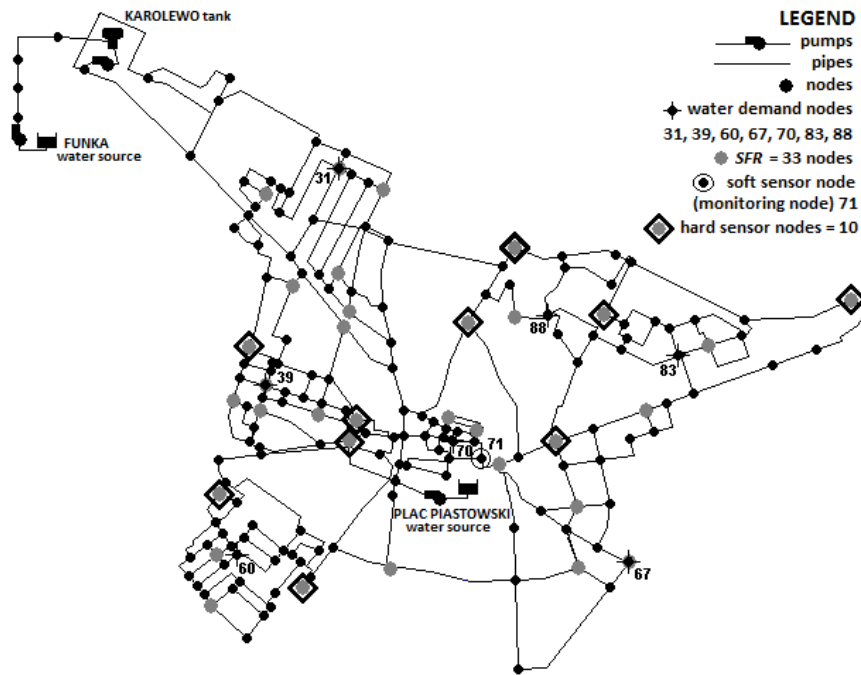 KAROLEWO tank
LEGEND
pumps
pipes
nodes
water demand nodes
31, 39, 60, 67, 70, 83, 88
SFR = 33 nodes
soft sensor node
(monitoring node) 71
hard sensor nodes = 10
FUNKA
water source
31
88
83
39
71
70
PLAC PIASTOWSKI
water source
60
67